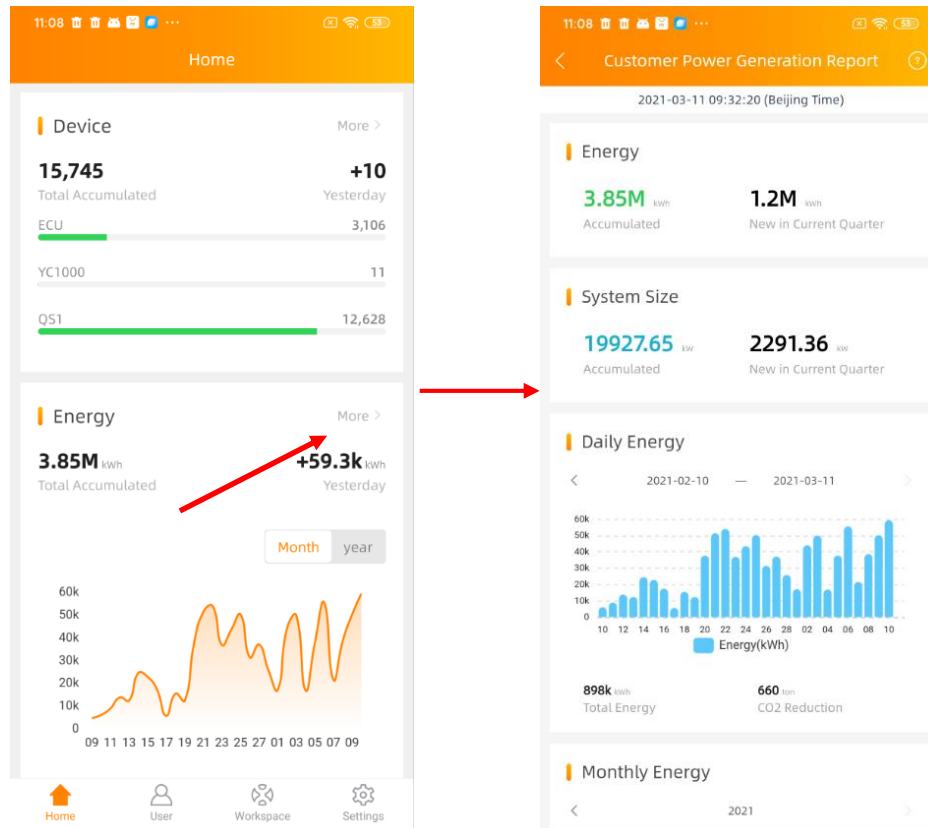 11:08
53
Home
Device
More >
15,745
+10
Total Accumulated
Yesterday
ECU
3,106
YC1000
11
QS1
12,628
Energy
More >
3.85M kWh
+59.3k kWh
Total Accumulated
Yesterday
Month
year
60k
50k
40k
30k
20k
10k
0
09 11 13 15 17 19 21 23 25 27 01 03 05 07 09
Home
User
Workspace
Settings
11:08
53
Customer Power Generation Report
2021-03-11 09:32:20 (Beijing Time)
Energy
3.85M kWh
1.2M kWh
Accumulated
New in Current Quarter
System Size
19927.65 kW
2291.36 kW
Accumulated
New in Current Quarter
Daily Energy
2021-02-10 — 2021-03-11
60k
50k
40k
30k
20k
10k
0
10 12 14 16 18 20 22 24 26 28 02 04 06 08 10
Energy(kWh)
898k kWh
660 ton
Total Energy
CO2 Reduction
Monthly Energy
2021